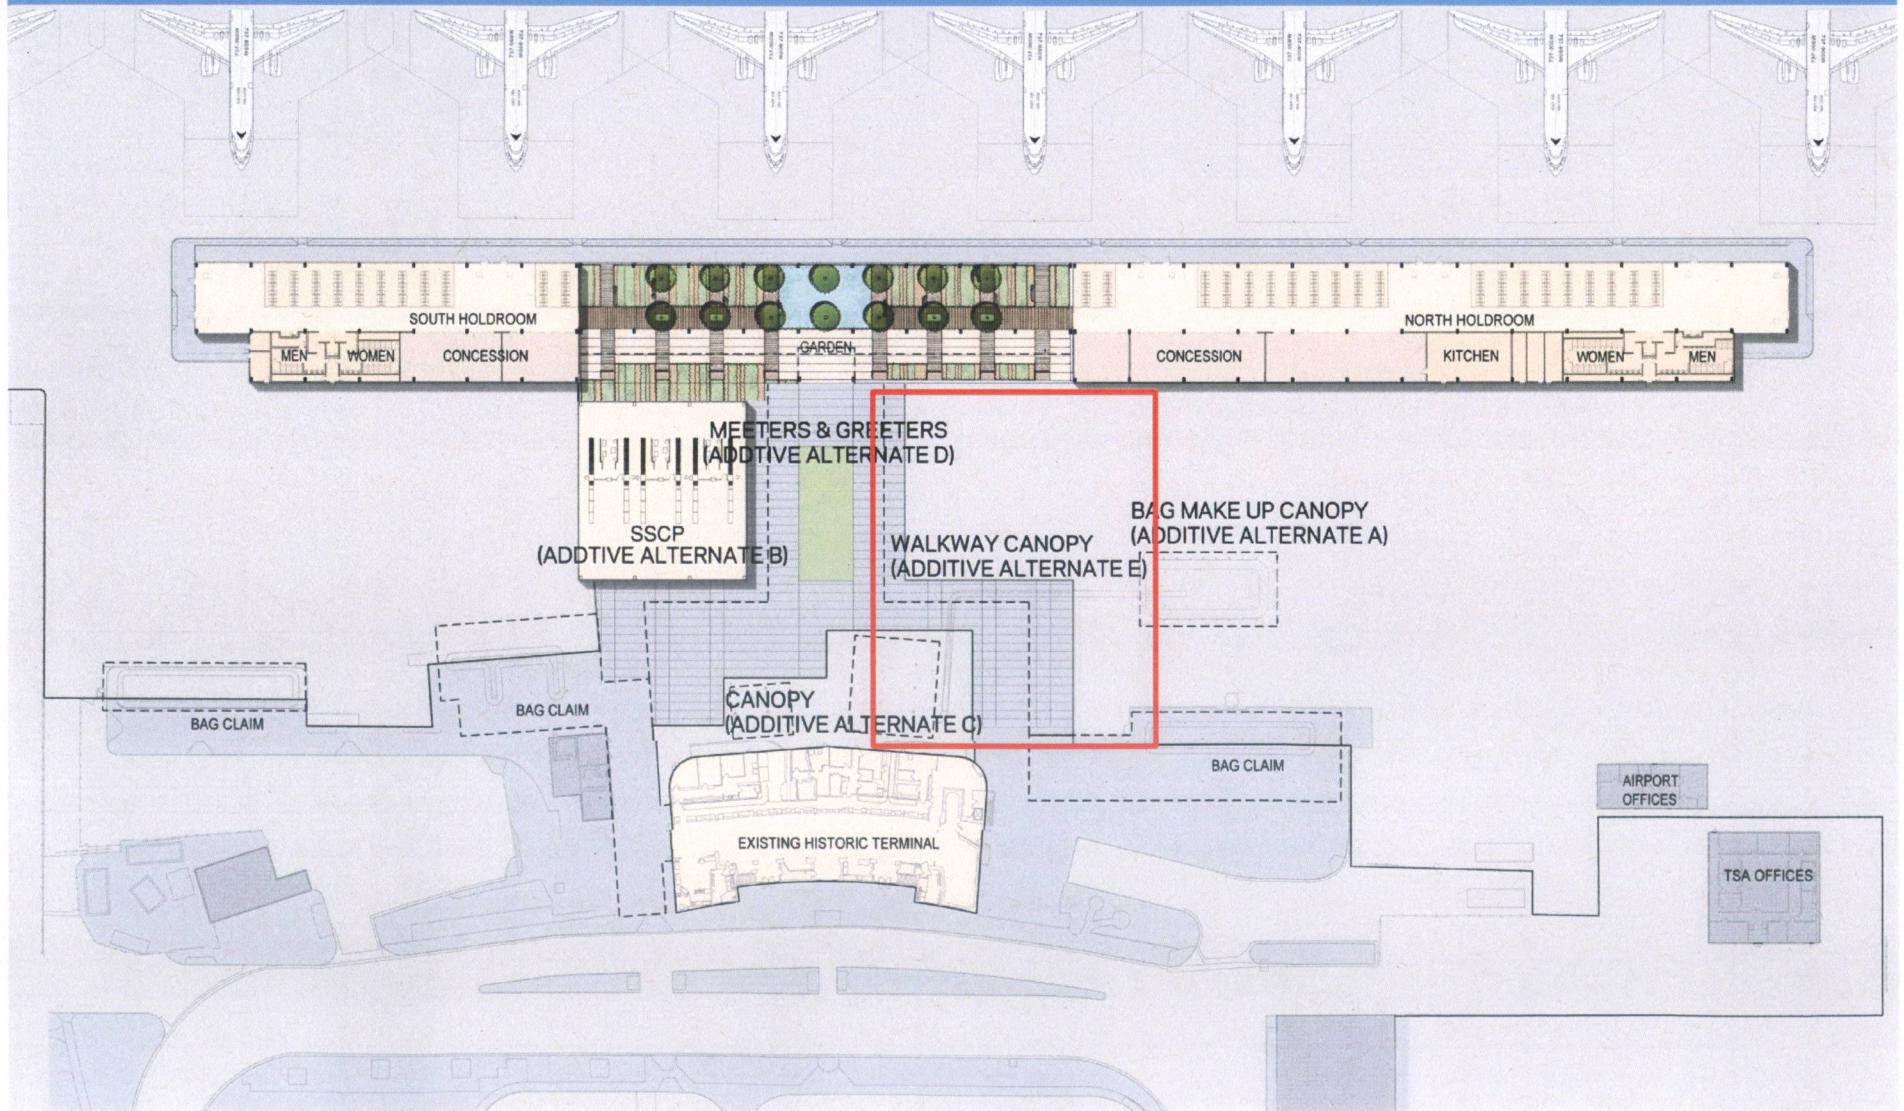 SOUTH HOLDROOM
NORTH HOLDROOM
MEN
WOMEN
CONCESSION
GARDEN
CONCESSION
KITCHEN
WOMEN
MEN
MEETERS & GREETERS
(ADDTIVE ALTERNATE D)
SSCP
(ADDTIVE ALTERNATE B)
WALKWAY CANOPY
(ADDITIVE ALTERNATE E)
BAG MAKE UP CANOPY
(ADDITIVE ALTERNATE A)
BAG CLAIM
BAG CLAIM
CANOPY
(ADDITIVE ALTERNATE C)
BAG CLAIM
AIRPORT
OFFICES
EXISTING HISTORIC TERMINAL
TSA OFFICES